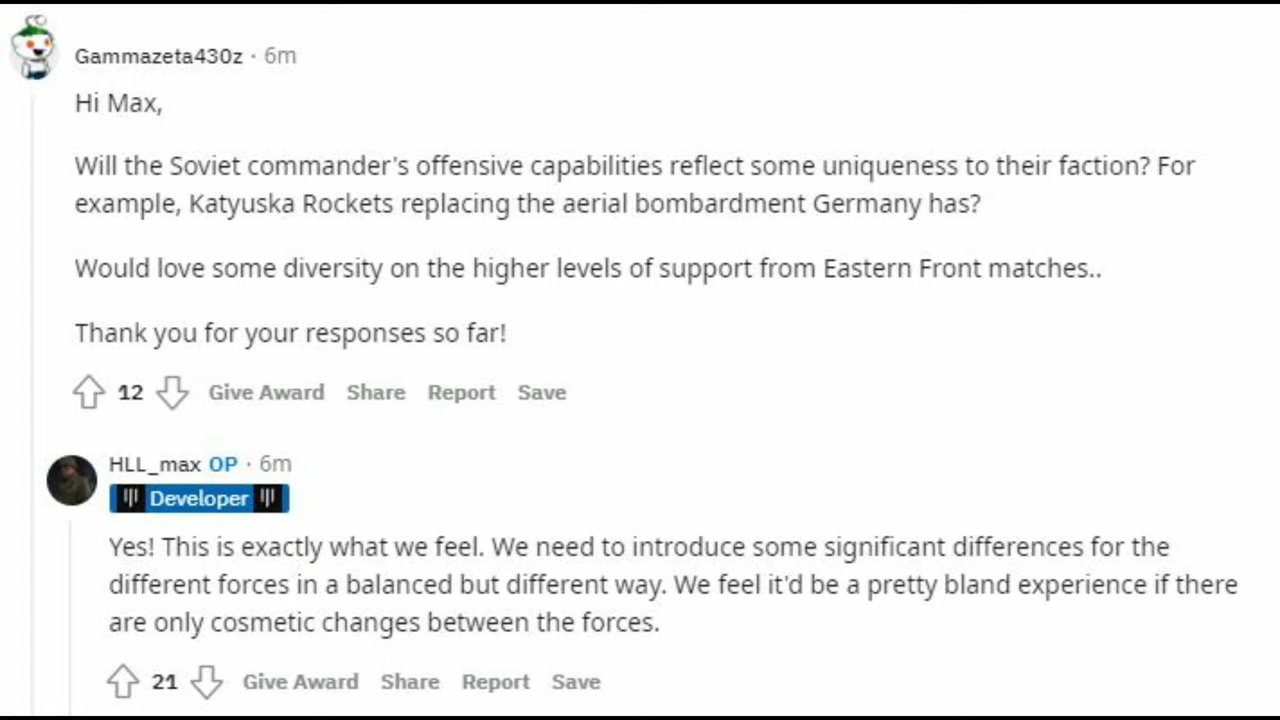 Gammazeta430z · 6m
Hi Max,
Will the Soviet commander's offensive capabilities reflect some uniqueness to their faction? For
example, Katyuska Rockets replacing the aerial bombardment Germany has?
Would love some diversity on the higher levels of support from Eastern Front matches..
Thank you for your responses so far!
12 Give Award Share Report Save
HLL_max OP · 6m
Developer
Yes! This is exactly what we feel. We need to introduce some significant differences for the
different forces in a balanced but different way. We feel it'd be a pretty bland experience if there
are only cosmetic changes between the forces.
21 Give Award Share Report Save